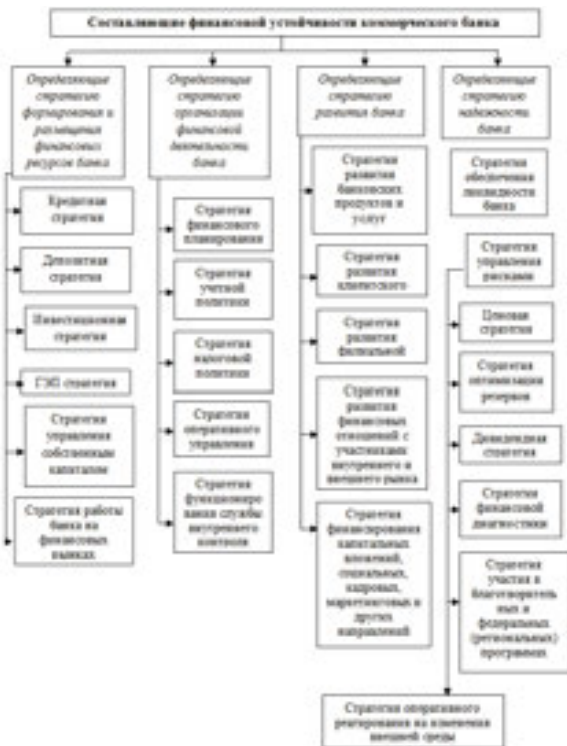 Составляющие финансовой устойчивости коммерческого банка
Определяющие
стратегию
формирования и
размещения
финансовых
ресурсов банка
Кредитная
стратегия
Депозитная
стратегия
Инвестиционная
стратегия
ГЭП стратегия
Стратегия
управления
собственным
капиталом
Стратегия работы
банка на
финансовых
рынках
Определяющие
стратегию
организации
финансовой
деятельности
банка
Стратегия
финансового
планирования
Стратегия
учетной
политики
Стратегия
налоговой
политики
Стратегия
оперативного
управления
Стратегия
функциониро
вания службы
внутреннего
контроля
Определяющие
стратегию
развития банка
Стратегия
развития
банковских
продуктов и
услуг
Стратегия
развития
клиентского
Стратегия
развития
филиальной
Стратегия
развития
финансовых
отношений с
участниками
внутреннего и
внешнего рынка
Стратегия
финансирования
капитальных
вложений,
социальных,
кадровых,
маркетинговых и
других
направлений
Определяющие
стратегию
надежности
банка
Стратегия
обеспечения
ликвидности
банка
Стратегия
управления
рисками
Ценовая
стратегия
Стратегия
оптимизации
резервов
Дивидендная
стратегия
Стратегия
финансовой
диагностики
Стратегия
участия в
благотворитель
ных и
федеральных
(региональных)
программах
Стратегия оперативного
реагирования на изменения
внешней среды